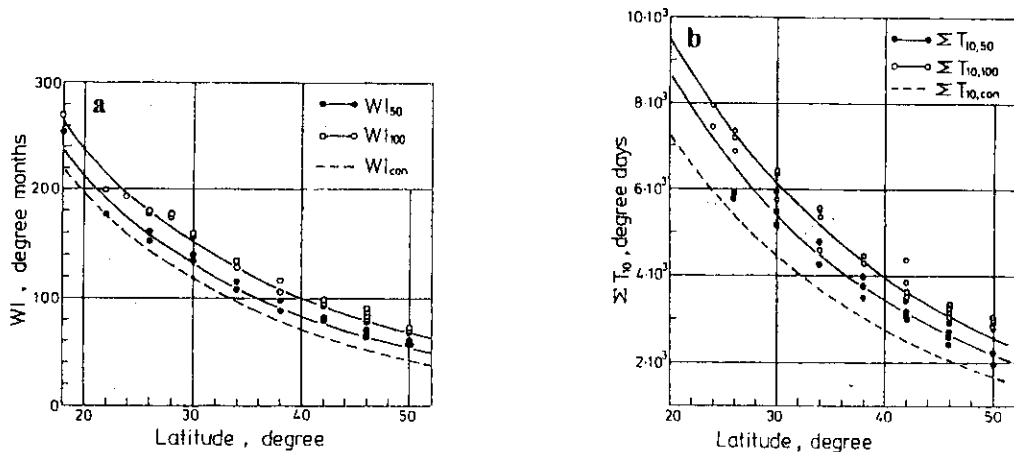 a
WI, degree months
300
200
100
0
WI50
WI100
WIcon
20 30 40 50
Latitude, degree
b
ΣT10, degree days
10·10³
8·10³
6·10³
4·10³
2·10³
ΣT10,50
ΣT10,100
ΣT10,con
20 30 40 50
Latitude, degree